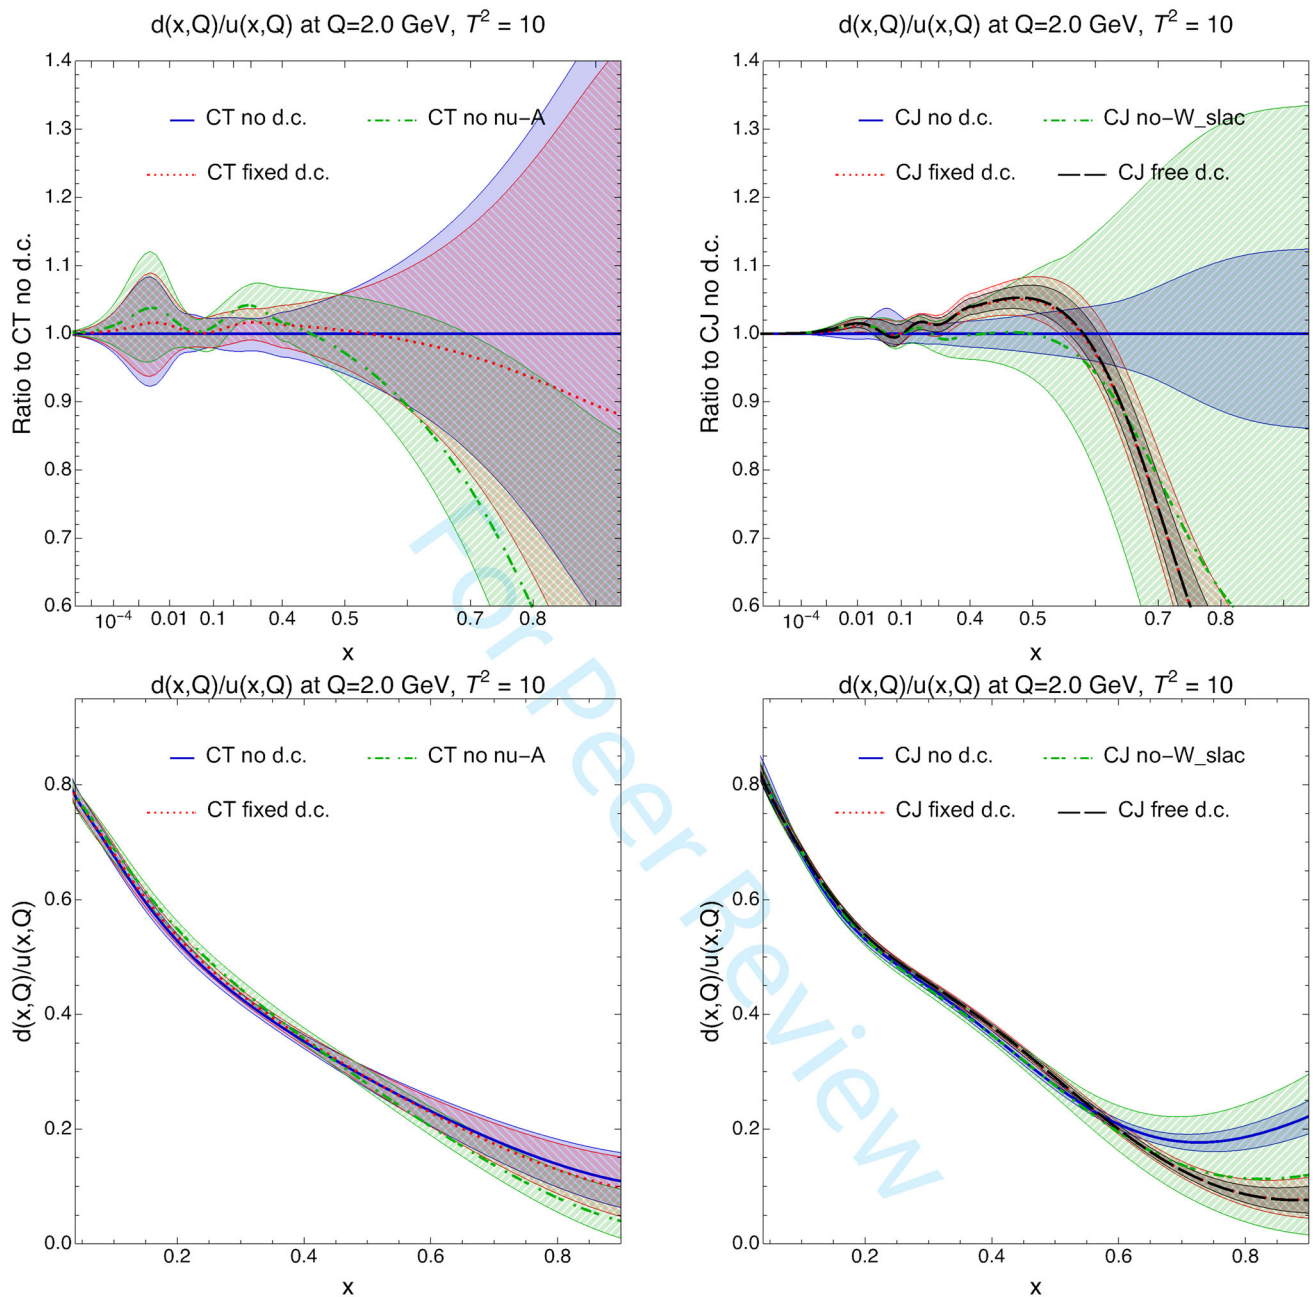 d(x,Q)/u(x,Q) at Q=2.0 GeV, T² = 10
1.4
1.3
1.2
1.1
1.0
0.9
0.8
0.7
0.6
Ratio to CT no d.c.
CT no d.c.
CT no nu-A
CT fixed d.c.
10⁻⁴ 0.01 0.1 0.4 0.5 0.7 0.8
x
d(x,Q)/u(x,Q) at Q=2.0 GeV, T² = 10
1.4
1.3
1.2
1.1
1.0
0.9
0.8
0.7
0.6
Ratio to CJ no d.c.
CJ no d.c.
CJ no-W_slac
CJ fixed d.c.
CJ free d.c.
10⁻⁴ 0.01 0.1 0.4 0.5 0.7 0.8
x
d(x,Q)/u(x,Q) at Q=2.0 GeV, T² = 10
0.8
0.6
0.4
0.2
0.0
d(x,Q)/u(x,Q)
CT no d.c.
CT no nu-A
CT fixed d.c.
0.2 0.4 0.6 0.8
x
d(x,Q)/u(x,Q) at Q=2.0 GeV, T² = 10
0.8
0.6
0.4
0.2
0.0
d(x,Q)/u(x,Q)
CJ no d.c.
CJ no-W_slac
CJ fixed d.c.
CJ free d.c.
0.2 0.4 0.6 0.8
x
For Peer Review